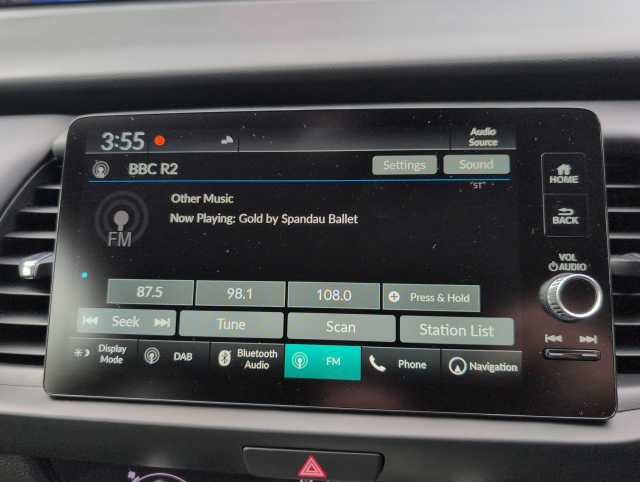 3:55
Audio
Source
BBC R2
Settings
Sound
"ST"
HOME
Other Music
Now Playing: Gold by Spandau Ballet
FM
BACK
VOL
AUDIO
87.5
98.1
108.0
Press & Hold
Seek
Tune
Scan
Station List
Display
Mode
DAB
Bluetooth
Audio
FM
Phone
Navigation